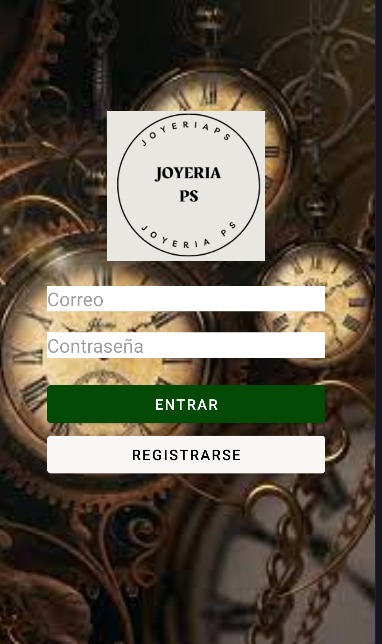 JOYERIAPS
JOYERIA
PS
JOYERIA PS
Correo
Contraseña
ENTRAR
REGISTRARSE